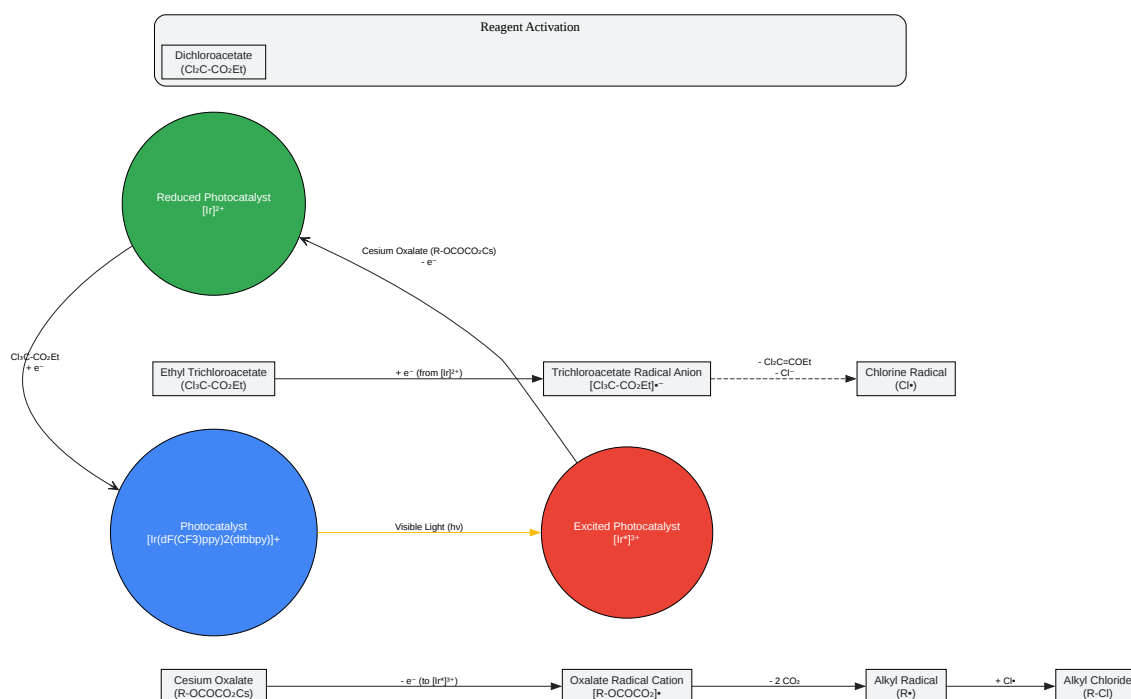 Reagent Activation
Dichloroacetate
(Cl₂C-CO₂Et)
Reduced Photocatalyst
[Ir]²⁺
Cesium Oxalate (R-OCOCO₂Cs)
- e⁻
Cl₃C-CO₂Et
+ e⁻
Ethyl Trichloroacetate
(Cl₃C-CO₂Et)
+ e⁻ (from [Ir]²⁺)
Trichloroacetate Radical Anion
[Cl₃C-CO₂Et]•⁻
- Cl₂C=COEt
- Cl⁻
Chlorine Radical
(Cl•)
Photocatalyst
[Ir(dF(CF3)ppy)2(dtbbpy)]+
Visible Light (hν)
Excited Photocatalyst
[Ir*]³⁺
Cesium Oxalate
(R-OCOCO₂Cs)
- e⁻ (to [Ir*]³⁺)
Oxalate Radical Cation
[R-OCOCO₂]•
- 2 CO₂
Alkyl Radical
(R•)
+ Cl•
Alkyl Chloride
(R-Cl)